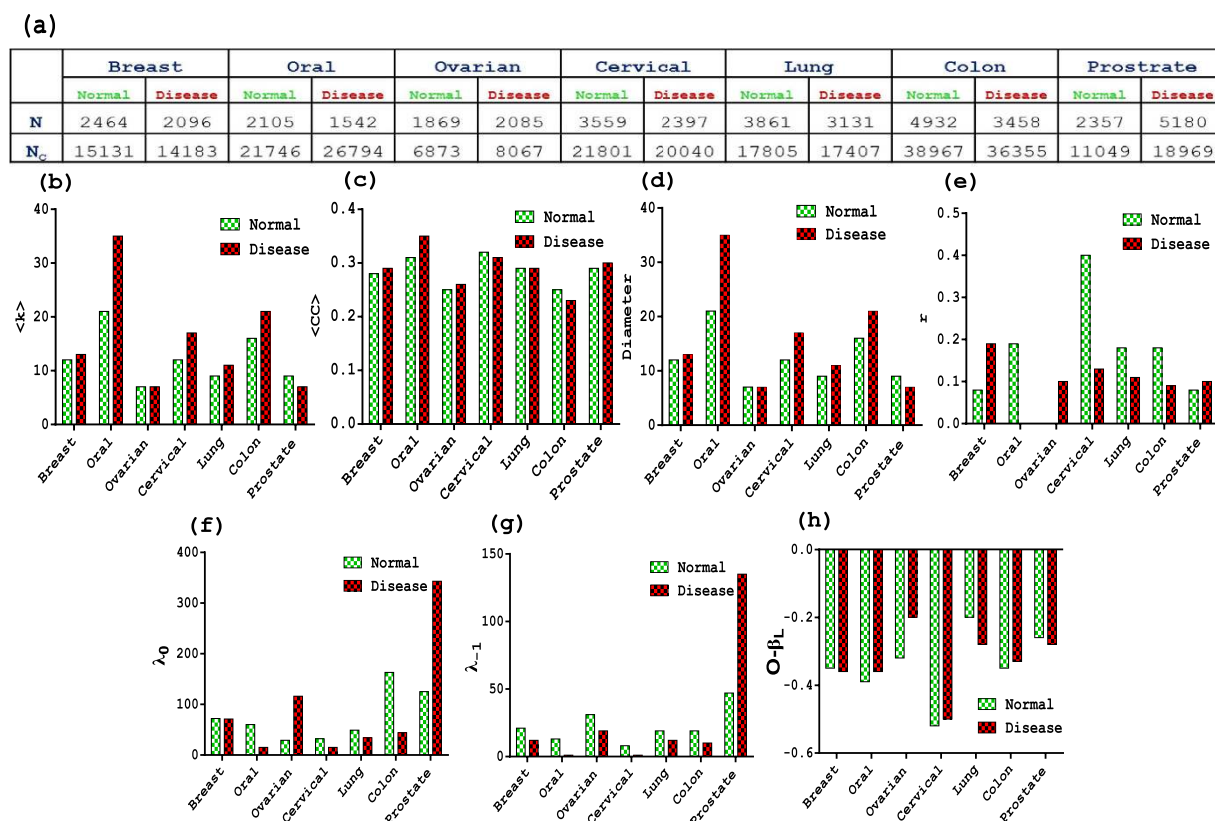 (a)
Breast Oral Ovarian Cervical Lung Colon Prostrate
Normal Disease Normal Disease Normal Disease Normal Disease Normal Disease Normal Disease Normal Disease
N 2464 2096 2105 1542 1869 2085 3559 2397 3861 3131 4932 3458 2357 5180
NC 15131 14183 21746 26794 6873 8067 21801 20040 17805 17407 38967 36355 11049 18969
(b)
40
30
20
10
0
<k>
Normal
Disease
Breast
Oral
Ovarian
Cervical
Lung
Colon
Prostate
(c)
0.4
0.3
0.2
0.1
0.0
<CC>
Normal
Disease
Breast
Oral
Ovarian
Cervical
Lung
Colon
Prostate
(d)
40
30
20
10
0
Diameter
Normal
Disease
Breast
Oral
Ovarian
Cervical
Lung
Colon
Prostate
(e)
0.5
0.4
0.3
0.2
0.1
0.0
r
Normal
Disease
Breast
Oral
Ovarian
Cervical
Lung
Colon
Prostate
(f)
400
300
200
100
0
λ0
Normal
Disease
Breast
Oral
Ovarian
Cervical
Lung
Colon
Prostate
(g)
150
100
50
0
λ-1
Normal
Disease
Breast
Oral
Ovarian
Cervical
Lung
Colon
Prostate
(h)
0.0
-0.2
-0.4
-0.6
O-βL
Normal
Disease
Breast
Oral
Ovarian
Cervical
Lung
Colon
Prostate